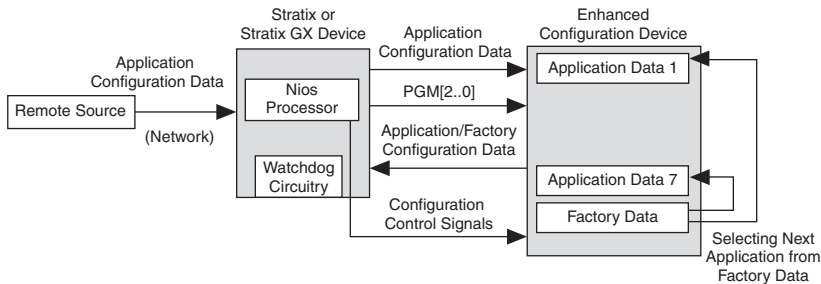 Stratix or
Stratix GX Device
Enhanced
Configuration Device
Application
Configuration Data
Remote Source
(Network)
Nios
Processor
Watchdog
Circuitry
Application
Configuration Data
PGM[2..0]
Application/Factory
Configuration Data
Configuration
Control Signals
Application Data 1
Application Data 7
Factory Data
Selecting Next
Application from
Factory Data